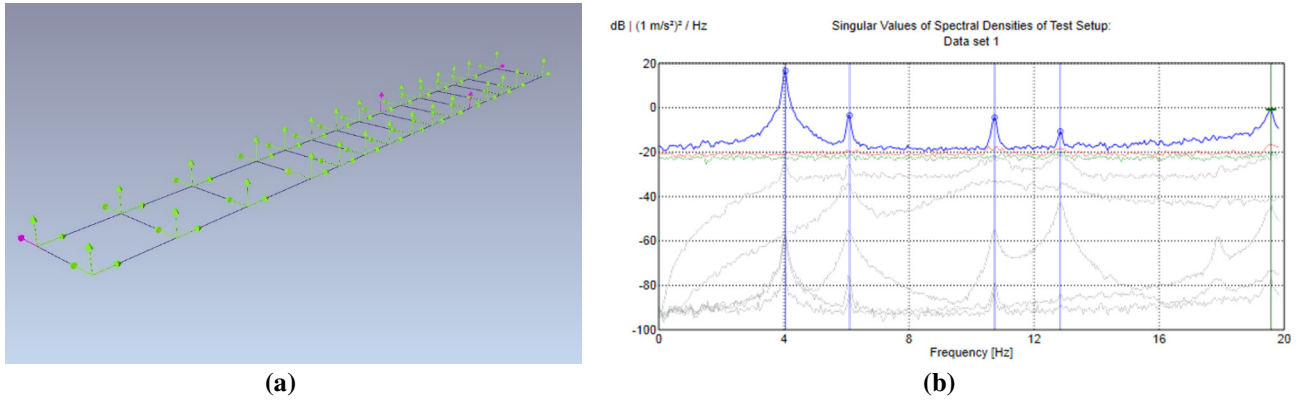 dB | (1 m/s²)² / Hz
Singular Values of Spectral Densities of Test Setup:
Data set 1
20
0
-20
-40
-60
-80
-100
0
4
8
12
16
20
Frequency [Hz]
(a)
(b)